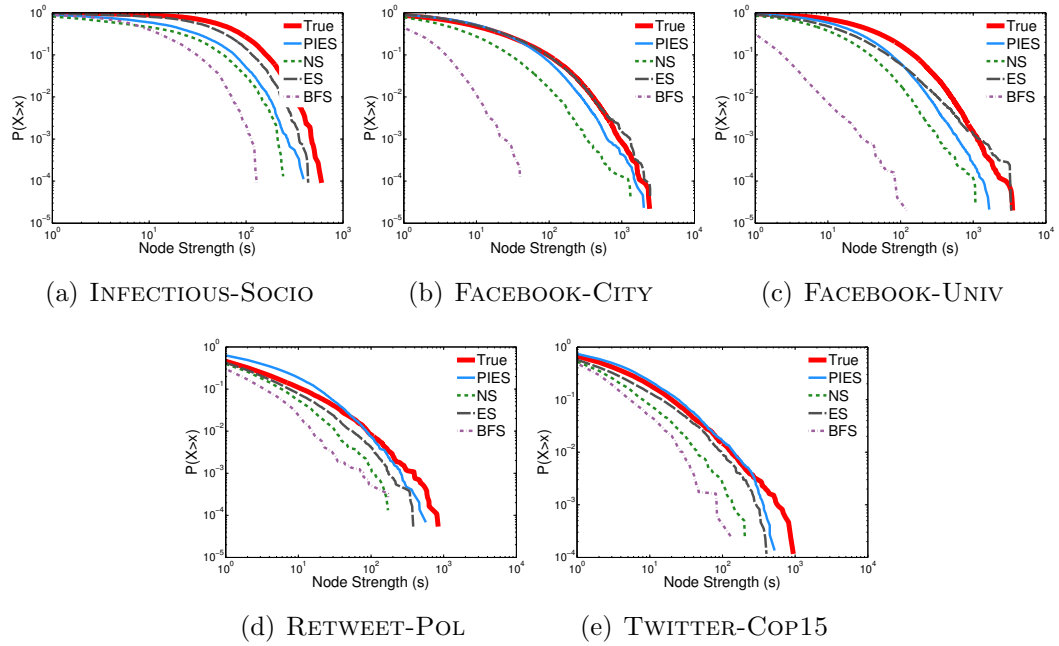 10^0
10^-1
10^-2
10^-3
10^-4
10^-5
P(X>x)
True
PIES
NS
ES
BFS
10^0 10^1 10^2 10^3
Node Strength (s)
(a) INFECTIOUS-SOCIO
10^0
10^-1
10^-2
10^-3
10^-4
10^-5
P(X>x)
True
PIES
NS
ES
BFS
10^0 10^1 10^2 10^3 10^4
Node Strength (s)
(b) FACEBOOK-CITY
10^0
10^-1
10^-2
10^-3
10^-4
10^-5
P(X>x)
True
PIES
NS
ES
BFS
10^0 10^1 10^2 10^3 10^4
Node Strength (s)
(c) FACEBOOK-UNIV
10^0
10^-1
10^-2
10^-3
10^-4
10^-5
P(X>x)
True
PIES
NS
ES
BFS
10^0 10^1 10^2 10^3 10^4
Node Strength (s)
(d) RETWEET-POL
10^0
10^-1
10^-2
10^-3
10^-4
P(X>x)
True
PIES
NS
ES
BFS
10^0 10^1 10^2 10^3 10^4
Node Strength (s)
(e) TWITTER-COP15